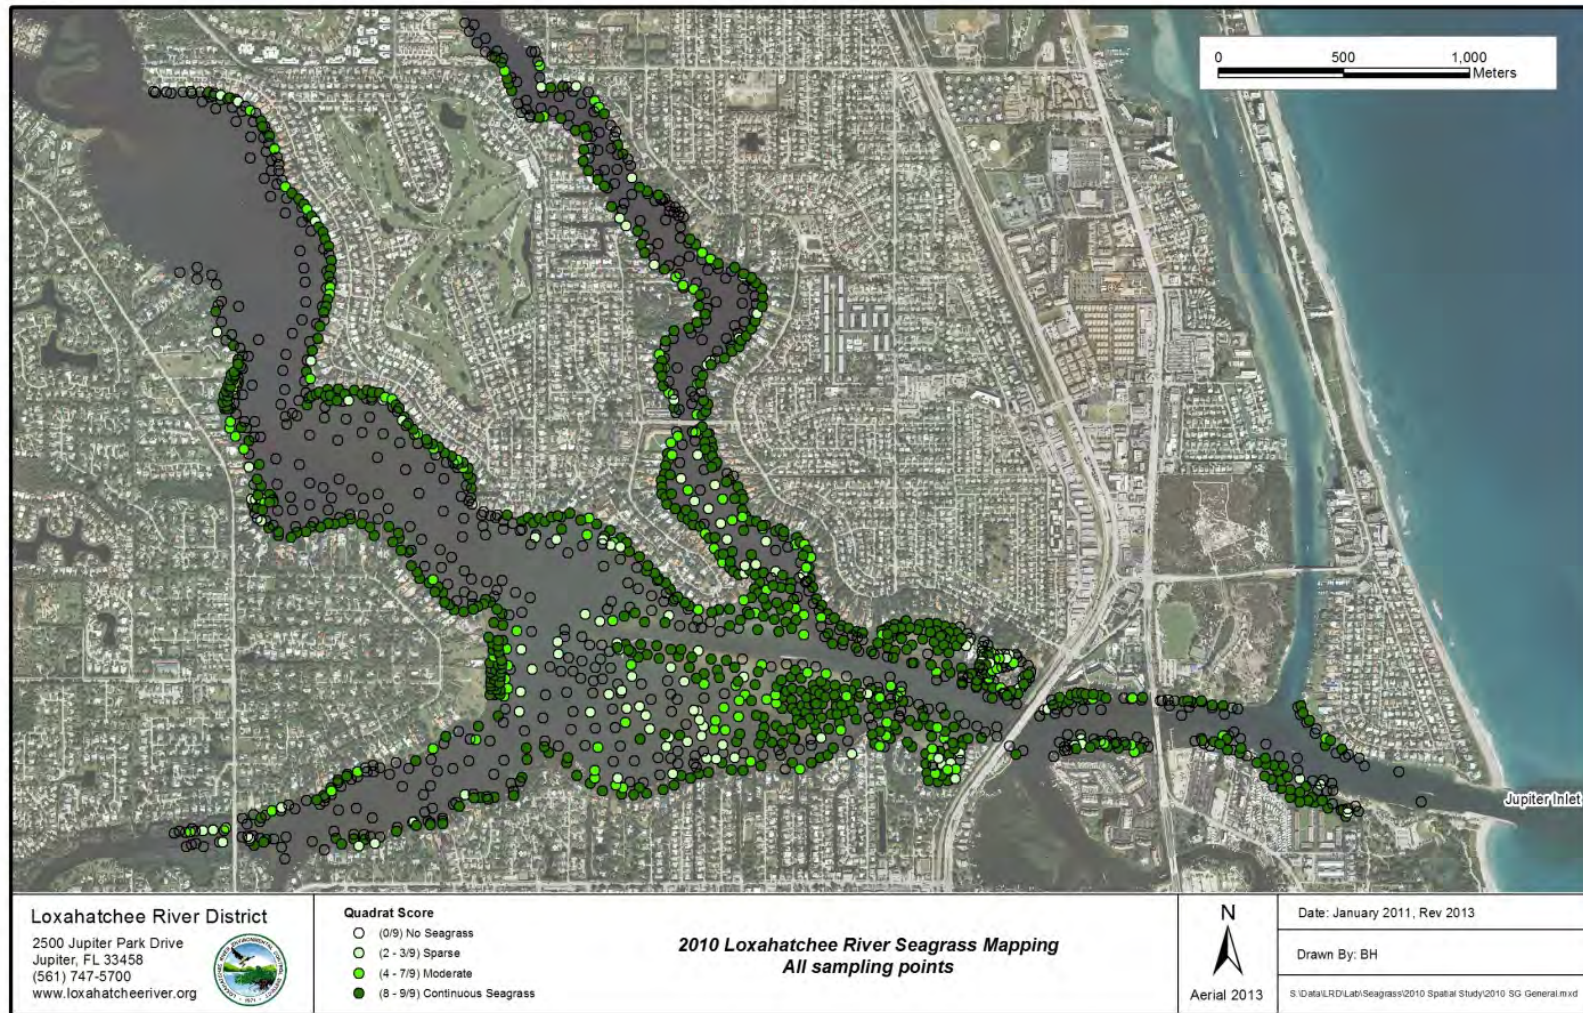 0 500 1,000
Meters
Jupiter Inlet
Loxahatchee River District
2500 Jupiter Park Drive
Jupiter, FL 33458
(561) 747-5700
www.loxahatcheeriver.org
Quadrat Score
(0/9) No Seagrass
(2 - 3/9) Sparse
(4 - 7/9) Moderate
(8 - 9/9) Continuous Seagrass
2010 Loxahatchee River Seagrass Mapping
All sampling points
N
Aerial 2013
Date: January 2011, Rev 2013
Drawn By: BH
S:\Data\LRD\Lab\Seagrass\2010 Spatial Study\2010 SG General.mxd